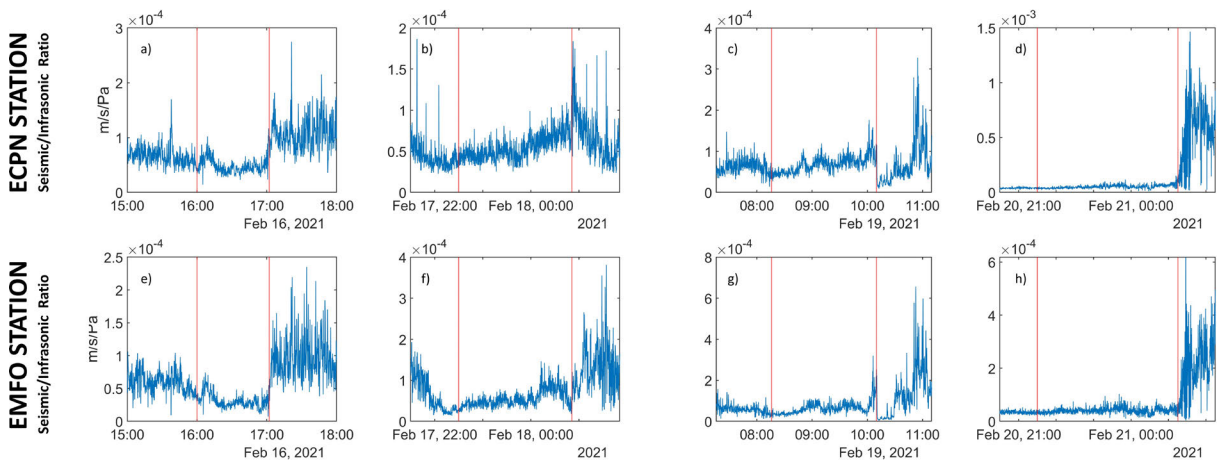 ECPN STATION
Seismic/Infrasonic Ratio
×10-4
a)
3
2
1
0
m/s/Pa
15:00 16:00 17:00 18:00
Feb 16, 2021
×10-4
b)
2
1.5
1
0.5
0
Feb 17, 22:00 Feb 18, 00:00
2021
×10-4
c)
4
3
2
1
0
08:00 09:00 10:00 11:00
Feb 19, 2021
×10-3
d)
1.5
1
0.5
0
Feb 20, 21:00 Feb 21, 00:00
2021
EMFO STATION
Seismic/Infrasonic Ratio
×10-4
e)
2.5
2
1.5
1
0.5
0
m/s/Pa
15:00 16:00 17:00 18:00
Feb 16, 2021
×10-4
f)
4
3
2
1
0
Feb 17, 22:00 Feb 18, 00:00
2021
×10-4
g)
8
6
4
2
0
08:00 09:00 10:00 11:00
Feb 19, 2021
×10-4
h)
6
4
2
0
Feb 20, 21:00 Feb 21, 00:00
2021